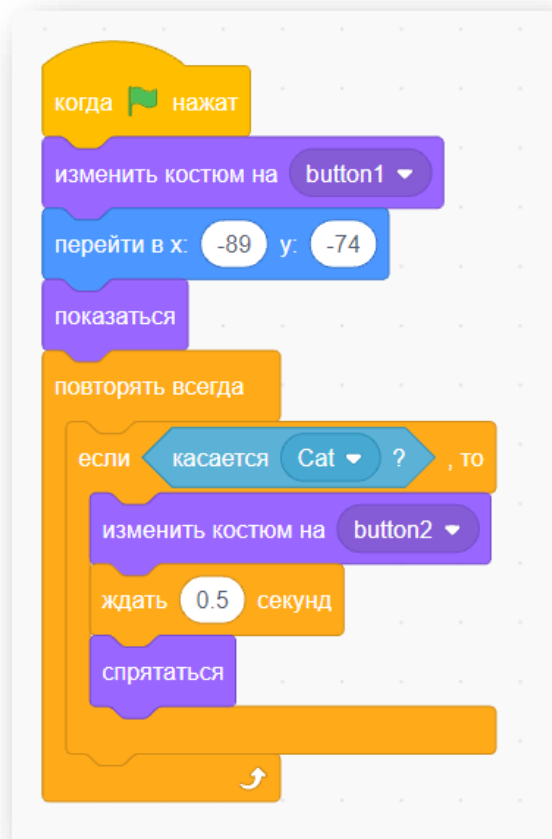 когда нажат
изменить костюм на button1
перейти в x: -89 y: -74
показаться
повторять всегда
если касается Cat ? , то
изменить костюм на button2
ждать 0.5 секунд
спрятаться